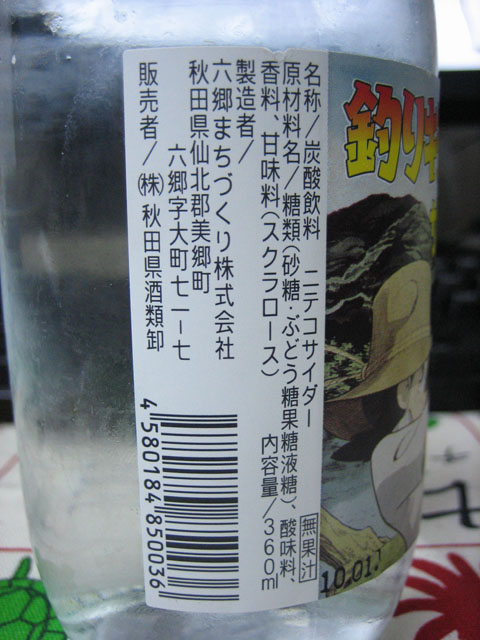 名称/炭酸飲料 ニテコサイダー 無果汁
原材料名/糖類(砂糖・ぶどう糖果糖液糖)、酸味料、
香料、甘味料(スクラロース) 内容量/360ml
製造者/
六郷まちづくり株式会社
秋田県仙北郡美郷町
六郷字大町七一一七
販売者/㈱秋田県酒類卸
4 580184 850036
釣り
10.01.